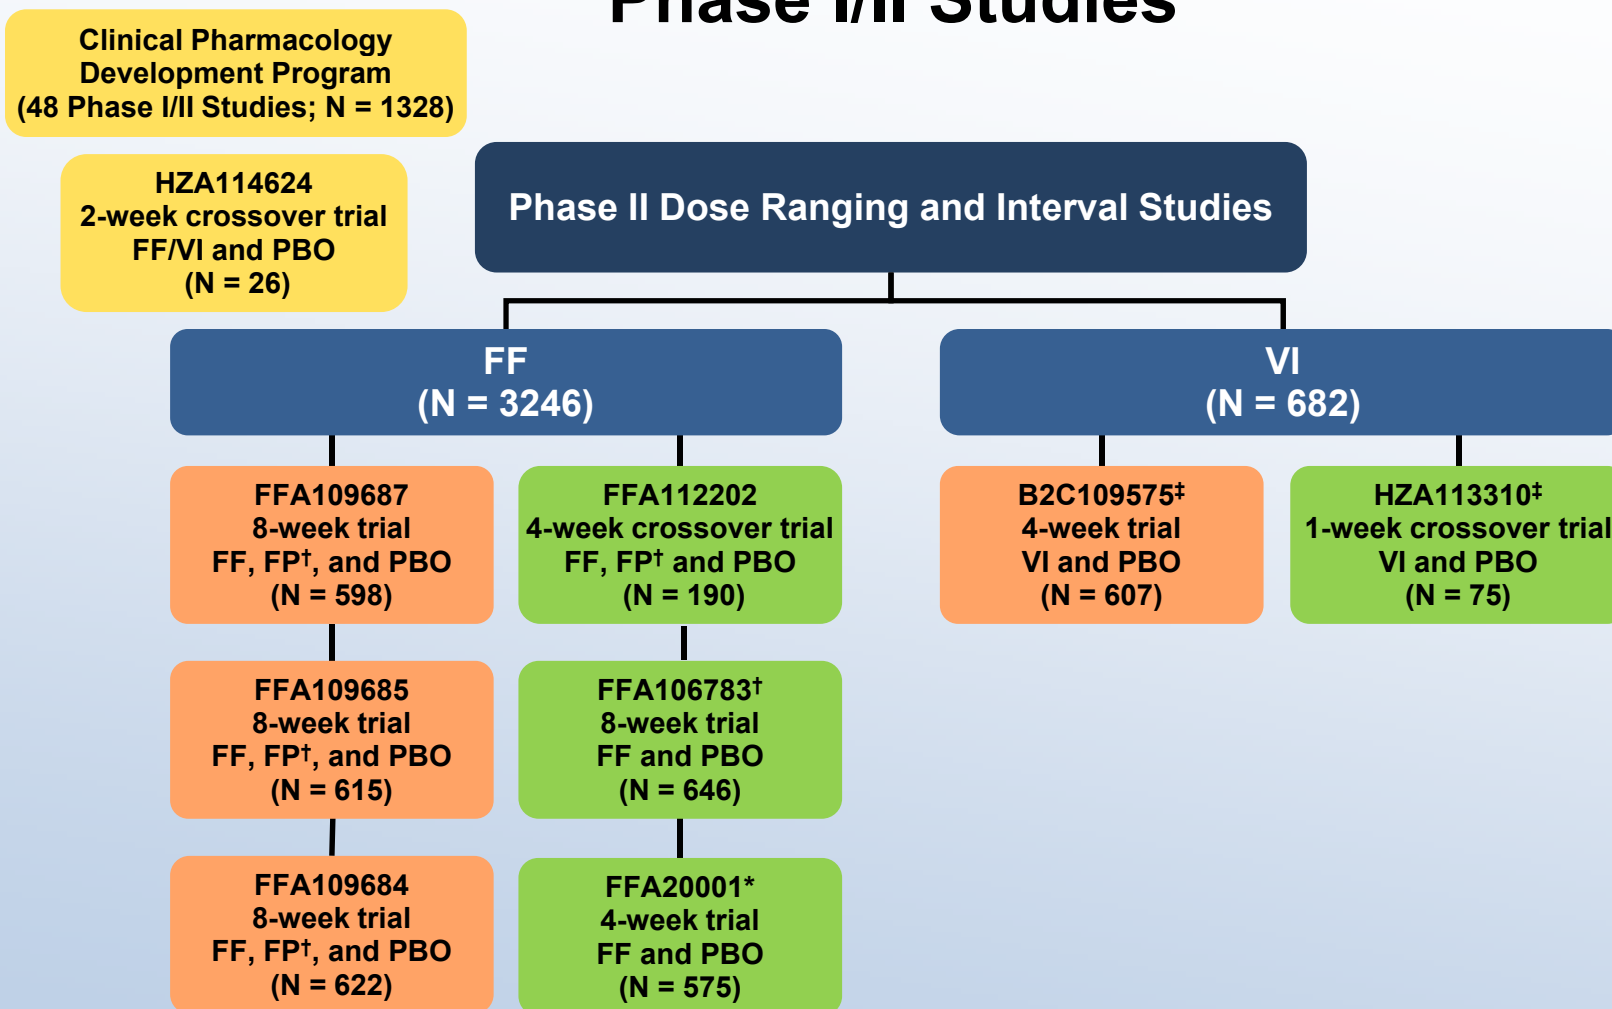 Phase I/II Studies
Clinical Pharmacology
Development Program
(48 Phase I/II Studies; N = 1328)
HZA114624
2-week crossover trial
FF/VI and PBO
(N = 26)
Phase II Dose Ranging and Interval Studies
FF
(N = 3246)
VI
(N = 682)
FFA109687
8-week trial
FF, FP†, and PBO
(N = 598)
FFA112202
4-week crossover trial
FF, FP† and PBO
(N = 190)
B2C109575‡
4-week trial
VI and PBO
(N = 607)
HZA113310‡
1-week crossover trial
VI and PBO
(N = 75)
FFA109685
8-week trial
FF, FP†, and PBO
(N = 615)
FFA106783†
8-week trial
FF and PBO
(N = 646)
FFA109684
8-week trial
FF, FP†, and PBO
(N = 622)
FFA20001*
4-week trial
FF and PBO
(N = 575)